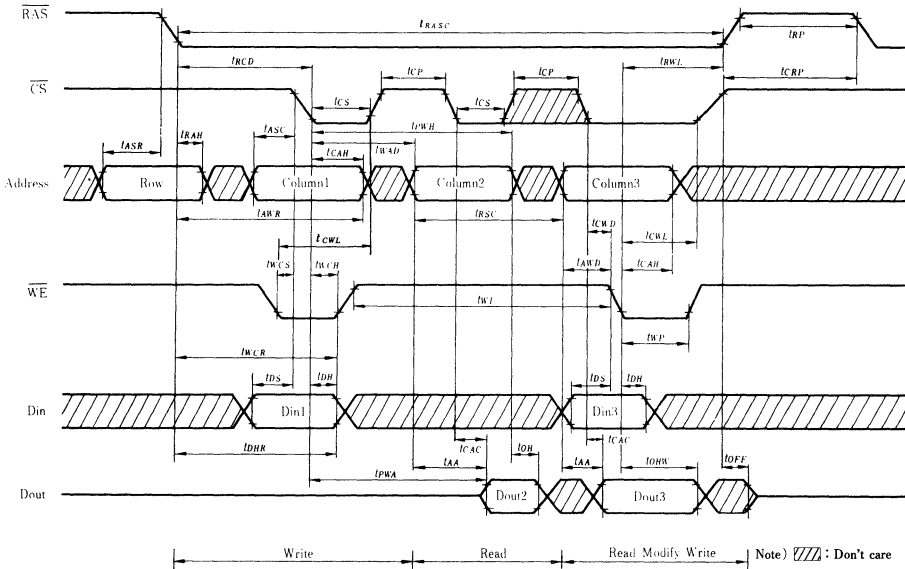 RAS
tRASC
tRP
tRCD
tRWL
tCRP
tCP
tCP
CS
tCS
tCS
tPWH
tRAH
tASC
tWAD
tASR
tCAH
Address
Row
Column1
Column2
Column3
tAWR
tRSC
tCWD
tCWL
tCWL
tAWD
tCAH
tWCS
tWCH
WE
tWI
tWP
tWCR
tDS
tDH
tDS
tDH
Din
Din1
Din3
tDHR
tCAC
tOH
tCAC
tPWA
tAA
tAA
tOHW
tOFF
Dout
Dout2
Dout3
Write
Read
Read Modify Write
Note) : Don't care